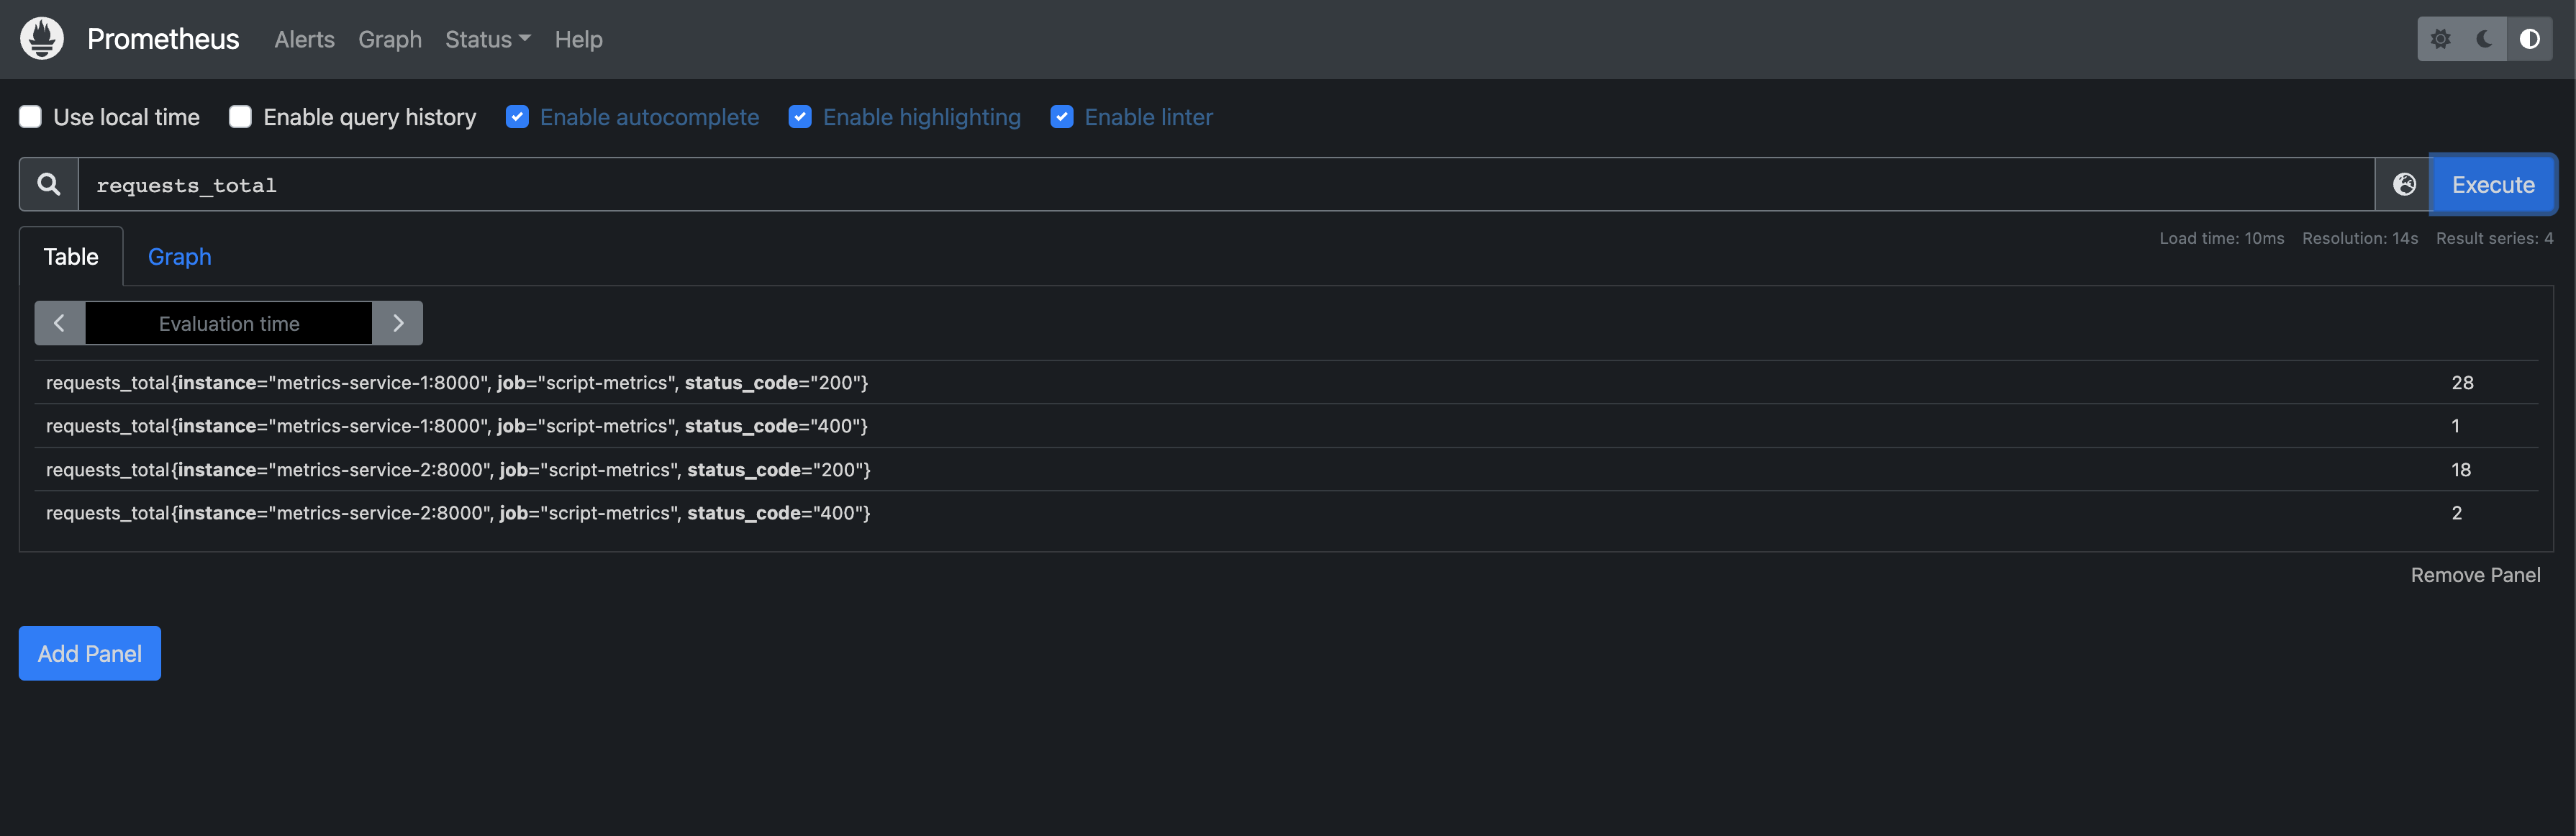 Prometheus Alerts Graph Status Help
Use local time Enable query history Enable autocomplete Enable highlighting Enable linter
requests_total Execute
Table Graph Load time: 10ms Resolution: 14s Result series: 4
Evaluation time
requests_total{instance="metrics-service-1:8000", job="script-metrics", status_code="200"} 28
requests_total{instance="metrics-service-1:8000", job="script-metrics", status_code="400"} 1
requests_total{instance="metrics-service-2:8000", job="script-metrics", status_code="200"} 18
requests_total{instance="metrics-service-2:8000", job="script-metrics", status_code="400"} 2
Remove Panel
Add Panel